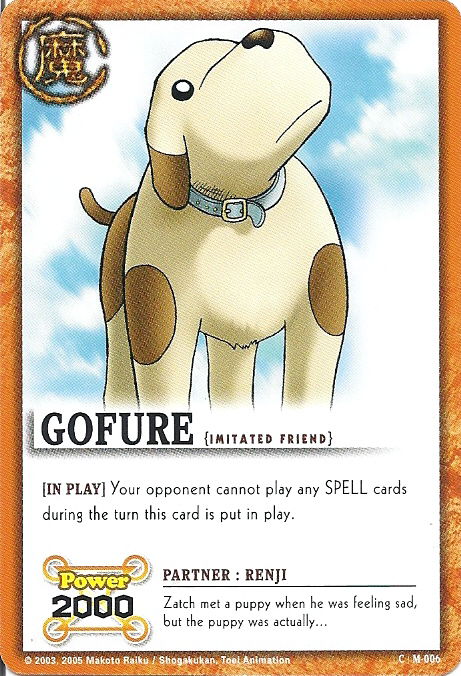 魔
GOFURE {IMITATED FRIEND}
[IN PLAY] Your opponent cannot play any SPELL cards
during the turn this card is put in play.
Power
2000
PARTNER : RENJI
Zatch met a puppy when he was feeling sad,
but the puppy was actually...
© 2003, 2005 Makoto Raiku / Shogakukan, Toei Animation
C | M-006